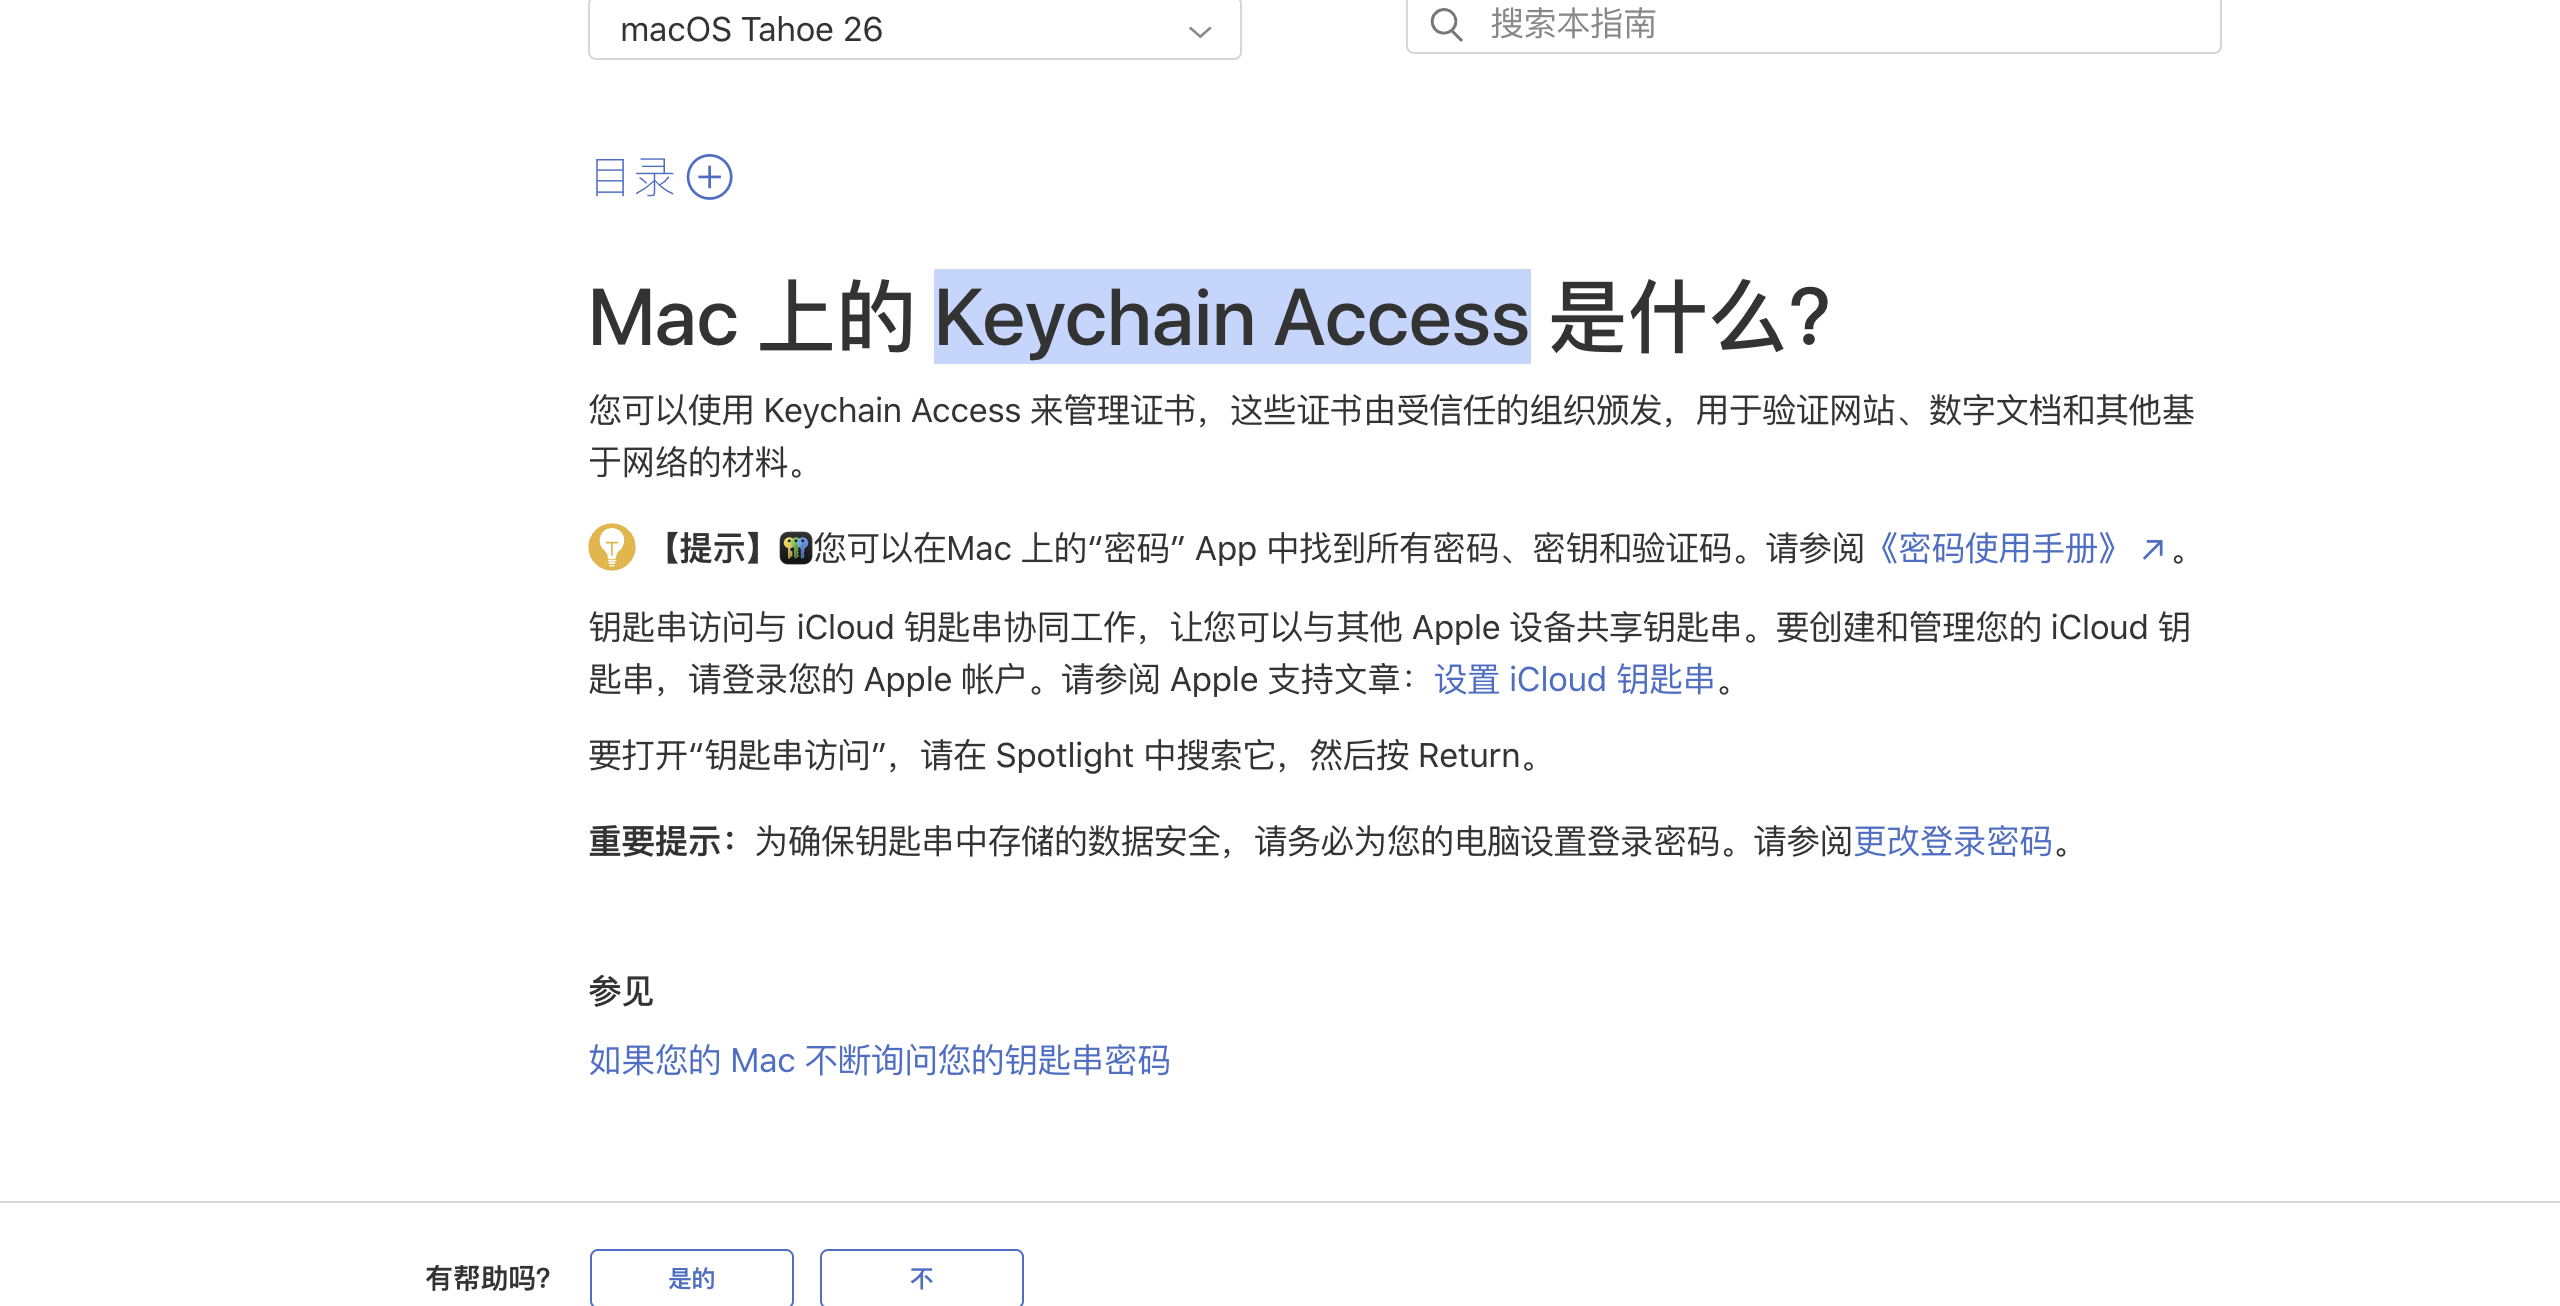 macOS Tahoe 26
搜索本指南
目录
Mac 上的 Keychain Access 是什么?
您可以使用 Keychain Access 来管理证书，这些证书由受信任的组织颁发，用于验证网站、数字文档和其他基
于网络的材料。
【提示】您可以在Mac 上的“密码” App 中找到所有密码、密钥和验证码。请参阅《密码使用手册》 ↗ 。
钥匙串访问与 iCloud 钥匙串协同工作，让您可以与其他 Apple 设备共享钥匙串。要创建和管理您的 iCloud 钥
匙串，请登录您的 Apple 帐户。请参阅 Apple 支持文章：设置 iCloud 钥匙串。
要打开“钥匙串访问”，请在 Spotlight 中搜索它，然后按 Return。
重要提示：为确保钥匙串中存储的数据安全，请务必为您的电脑设置登录密码。请参阅更改登录密码。
参见
如果您的 Mac 不断询问您的钥匙串密码
有帮助吗?
是的
不